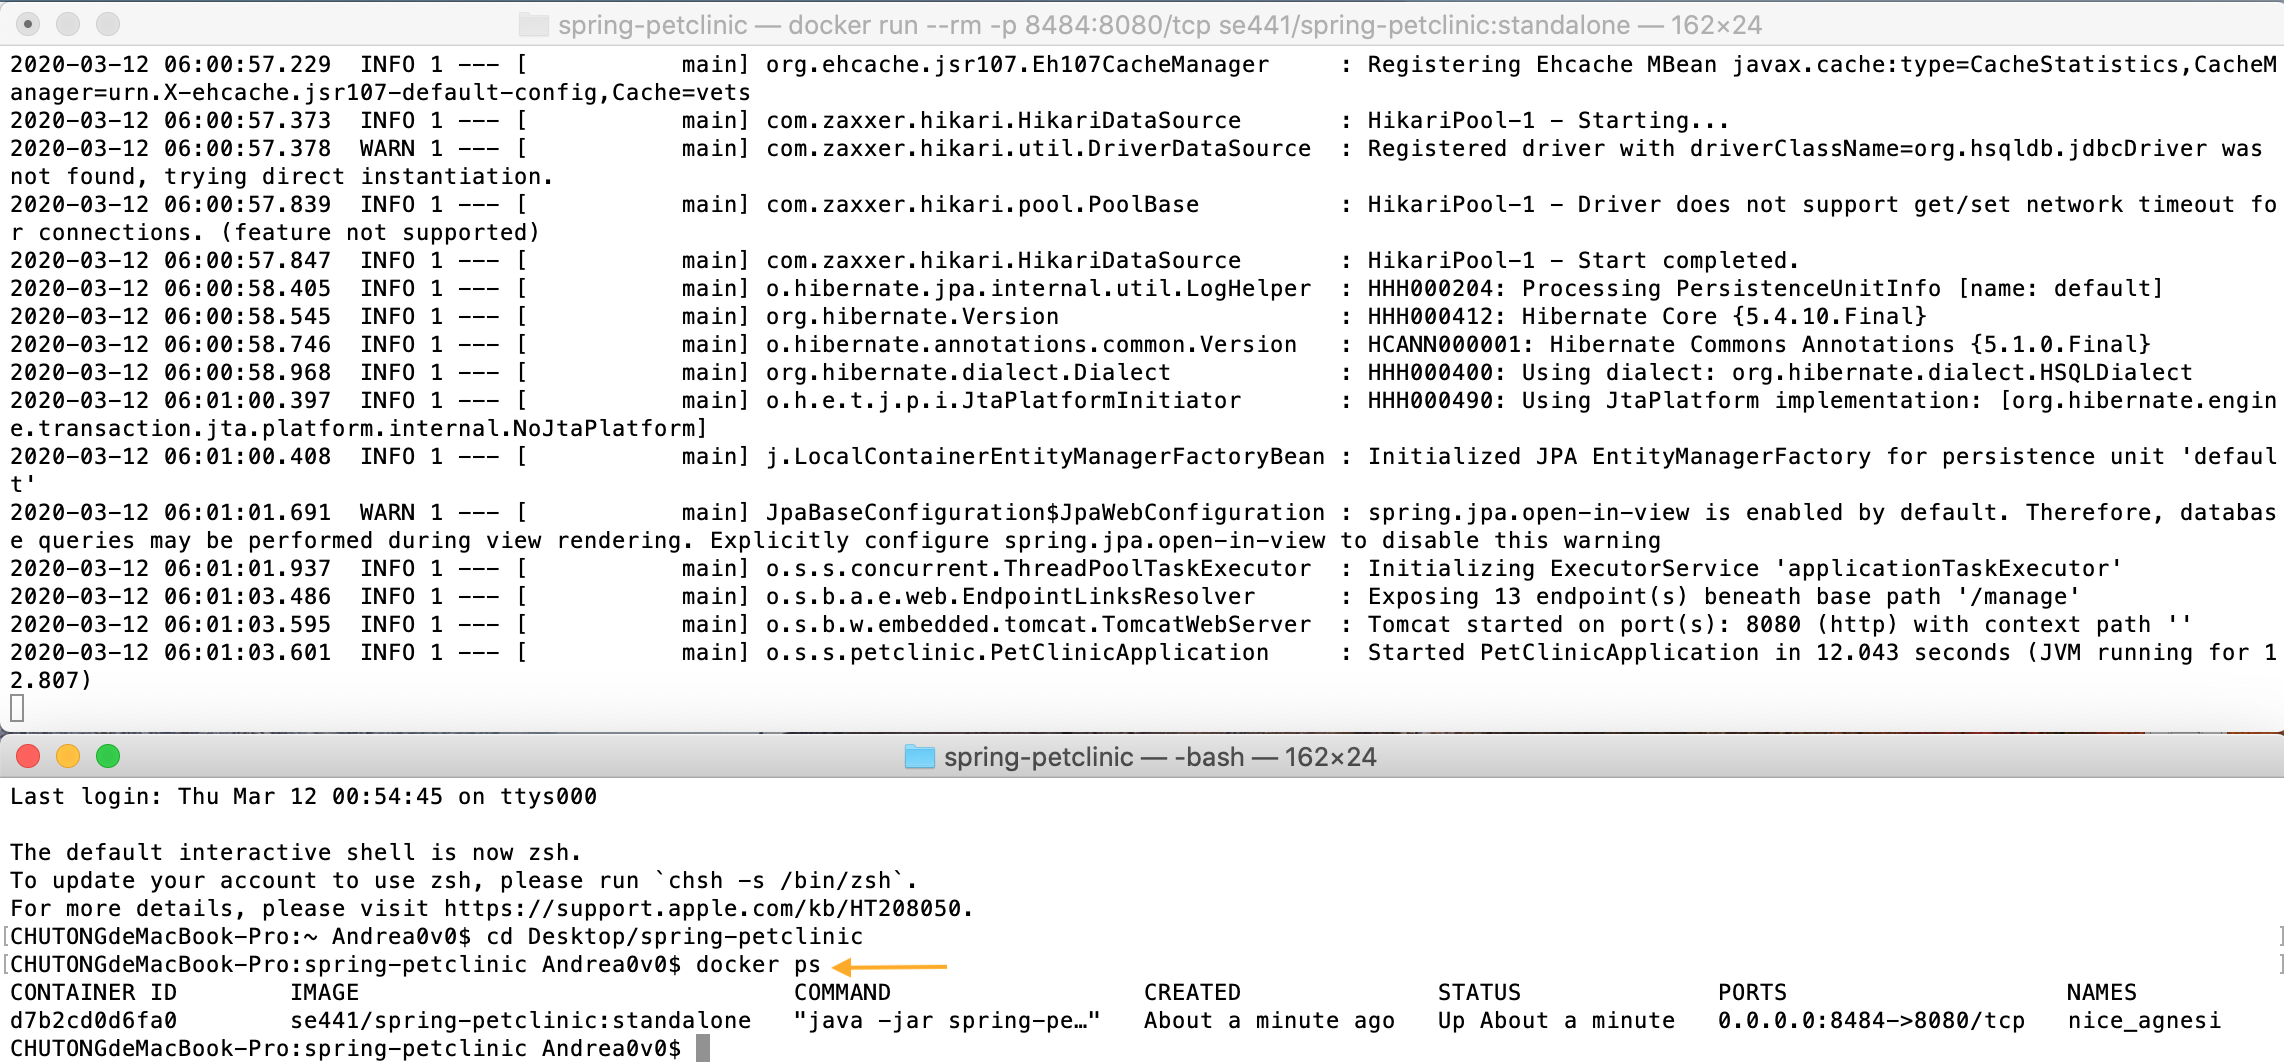 spring-petclinic — docker run --rm -p 8484:8080/tcp se441/spring-petclinic:standalone — 162×24
2020-03-12 06:00:57.229  INFO 1 --- [           main] org.ehcache.jsr107.Eh107CacheManager     : Registering Ehcache MBean javax.cache:type=CacheStatistics,CacheM
anager=urn.X-ehcache.jsr107-default-config,Cache=vets
2020-03-12 06:00:57.373  INFO 1 --- [           main] com.zaxxer.hikari.HikariDataSource       : HikariPool-1 - Starting...
2020-03-12 06:00:57.378  WARN 1 --- [           main] com.zaxxer.hikari.util.DriverDataSource  : Registered driver with driverClassName=org.hsqldb.jdbcDriver was
not found, trying direct instantiation.
2020-03-12 06:00:57.839  INFO 1 --- [           main] com.zaxxer.hikari.pool.PoolBase          : HikariPool-1 - Driver does not support get/set network timeout fo
r connections. (feature not supported)
2020-03-12 06:00:57.847  INFO 1 --- [           main] com.zaxxer.hikari.HikariDataSource       : HikariPool-1 - Start completed.
2020-03-12 06:00:58.405  INFO 1 --- [           main] o.hibernate.jpa.internal.util.LogHelper  : HHH000204: Processing PersistenceUnitInfo [name: default]
2020-03-12 06:00:58.545  INFO 1 --- [           main] org.hibernate.Version                    : HHH000412: Hibernate Core {5.4.10.Final}
2020-03-12 06:00:58.746  INFO 1 --- [           main] o.hibernate.annotations.common.Version   : HCANN000001: Hibernate Commons Annotations {5.1.0.Final}
2020-03-12 06:00:58.968  INFO 1 --- [           main] org.hibernate.dialect.Dialect            : HHH000400: Using dialect: org.hibernate.dialect.HSQLDialect
2020-03-12 06:01:00.397  INFO 1 --- [           main] o.h.e.t.j.p.i.JtaPlatformInitiator       : HHH000490: Using JtaPlatform implementation: [org.hibernate.engin
e.transaction.jta.platform.internal.NoJtaPlatform]
2020-03-12 06:01:00.408  INFO 1 --- [           main] j.LocalContainerEntityManagerFactoryBean : Initialized JPA EntityManagerFactory for persistence unit 'defaul
t'
2020-03-12 06:01:01.691  WARN 1 --- [           main] JpaBaseConfiguration$JpaWebConfiguration : spring.jpa.open-in-view is enabled by default. Therefore, databas
e queries may be performed during view rendering. Explicitly configure spring.jpa.open-in-view to disable this warning
2020-03-12 06:01:01.937  INFO 1 --- [           main] o.s.s.concurrent.ThreadPoolTaskExecutor  : Initializing ExecutorService 'applicationTaskExecutor'
2020-03-12 06:01:03.486  INFO 1 --- [           main] o.s.b.a.e.web.EndpointLinksResolver      : Exposing 13 endpoint(s) beneath base path '/manage'
2020-03-12 06:01:03.595  INFO 1 --- [           main] o.s.b.w.embedded.tomcat.TomcatWebServer  : Tomcat started on port(s): 8080 (http) with context path ''
2020-03-12 06:01:03.601  INFO 1 --- [           main] o.s.s.petclinic.PetClinicApplication     : Started PetClinicApplication in 12.043 seconds (JVM running for 1
2.807)
spring-petclinic — -bash — 162×24
Last login: Thu Mar 12 00:54:45 on ttys000
The default interactive shell is now zsh.
To update your account to use zsh, please run `chsh -s /bin/zsh`.
For more details, please visit https://support.apple.com/kb/HT208050.
CHUTONGdeMacBook-Pro:~ Andrea0v0$ cd Desktop/spring-petclinic
CHUTONGdeMacBook-Pro:spring-petclinic Andrea0v0$ docker ps
CONTAINER ID        IMAGE                               COMMAND                  CREATED              STATUS              PORTS                    NAMES
d7b2cd0d6fa0        se441/spring-petclinic:standalone   "java -jar spring-pe…"   About a minute ago   Up About a minute   0.0.0.0:8484->8080/tcp   nice_agnesi
CHUTONGdeMacBook-Pro:spring-petclinic Andrea0v0$